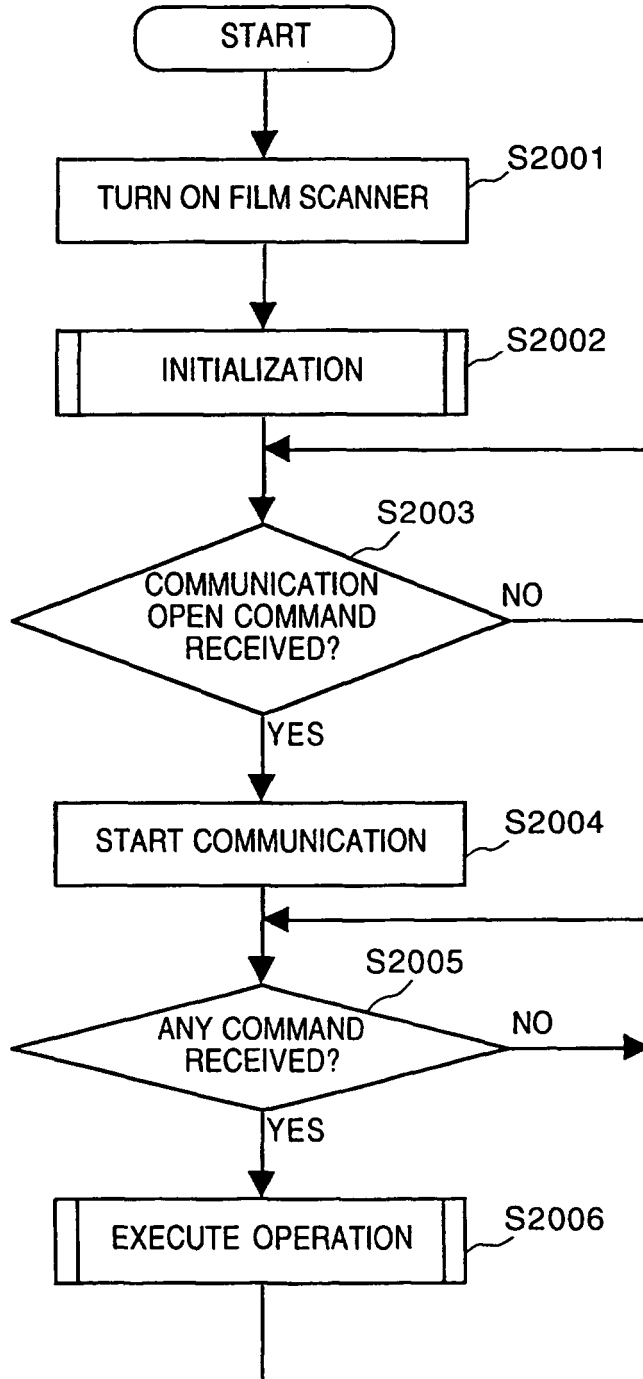 START
S2001
TURN ON FILM SCANNER
S2002
INITIALIZATION
S2003
COMMUNICATION
OPEN COMMAND
RECEIVED?
NO
YES
S2004
START COMMUNICATION
S2005
ANY COMMAND
RECEIVED?
NO
YES
S2006
EXECUTE OPERATION